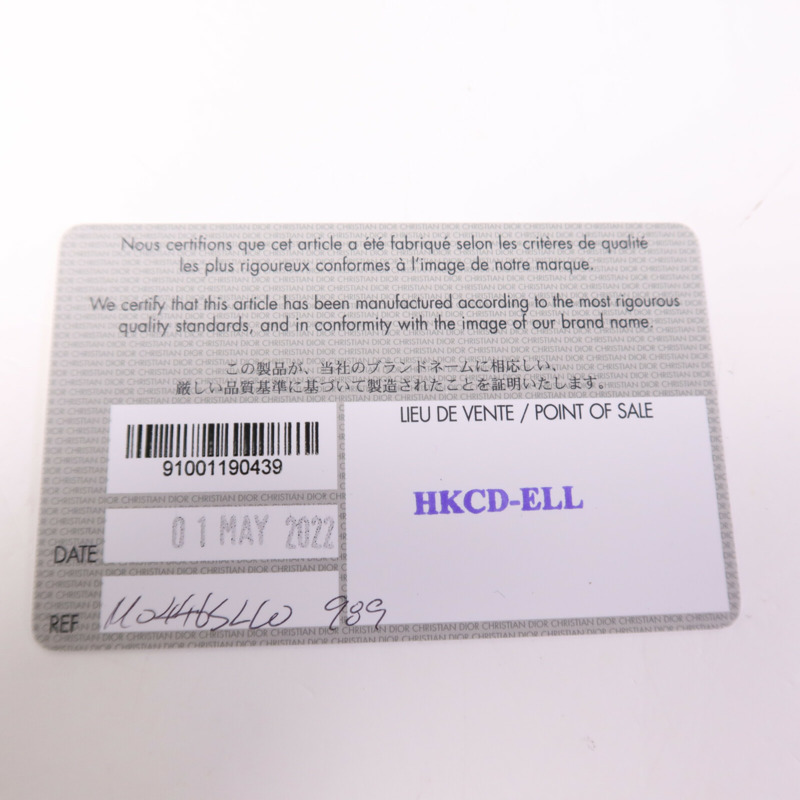 Nous certifions que cet article a été fabriqué selon les critères de qualité
les plus rigoureux conformes à l'image de notre marque.
We certify that this article has been manufactured according to the most rigourous
quality standards, and in conformity with the image of our brand name.
この製品が、当社のブランドネームに相応しい、
厳しい品質基準に基づいて製造されたことを証明いたします。
LIEU DE VENTE / POINT OF SALE
91001190439
HKCD-ELL
DATE 01 MAY 2022
REF 989